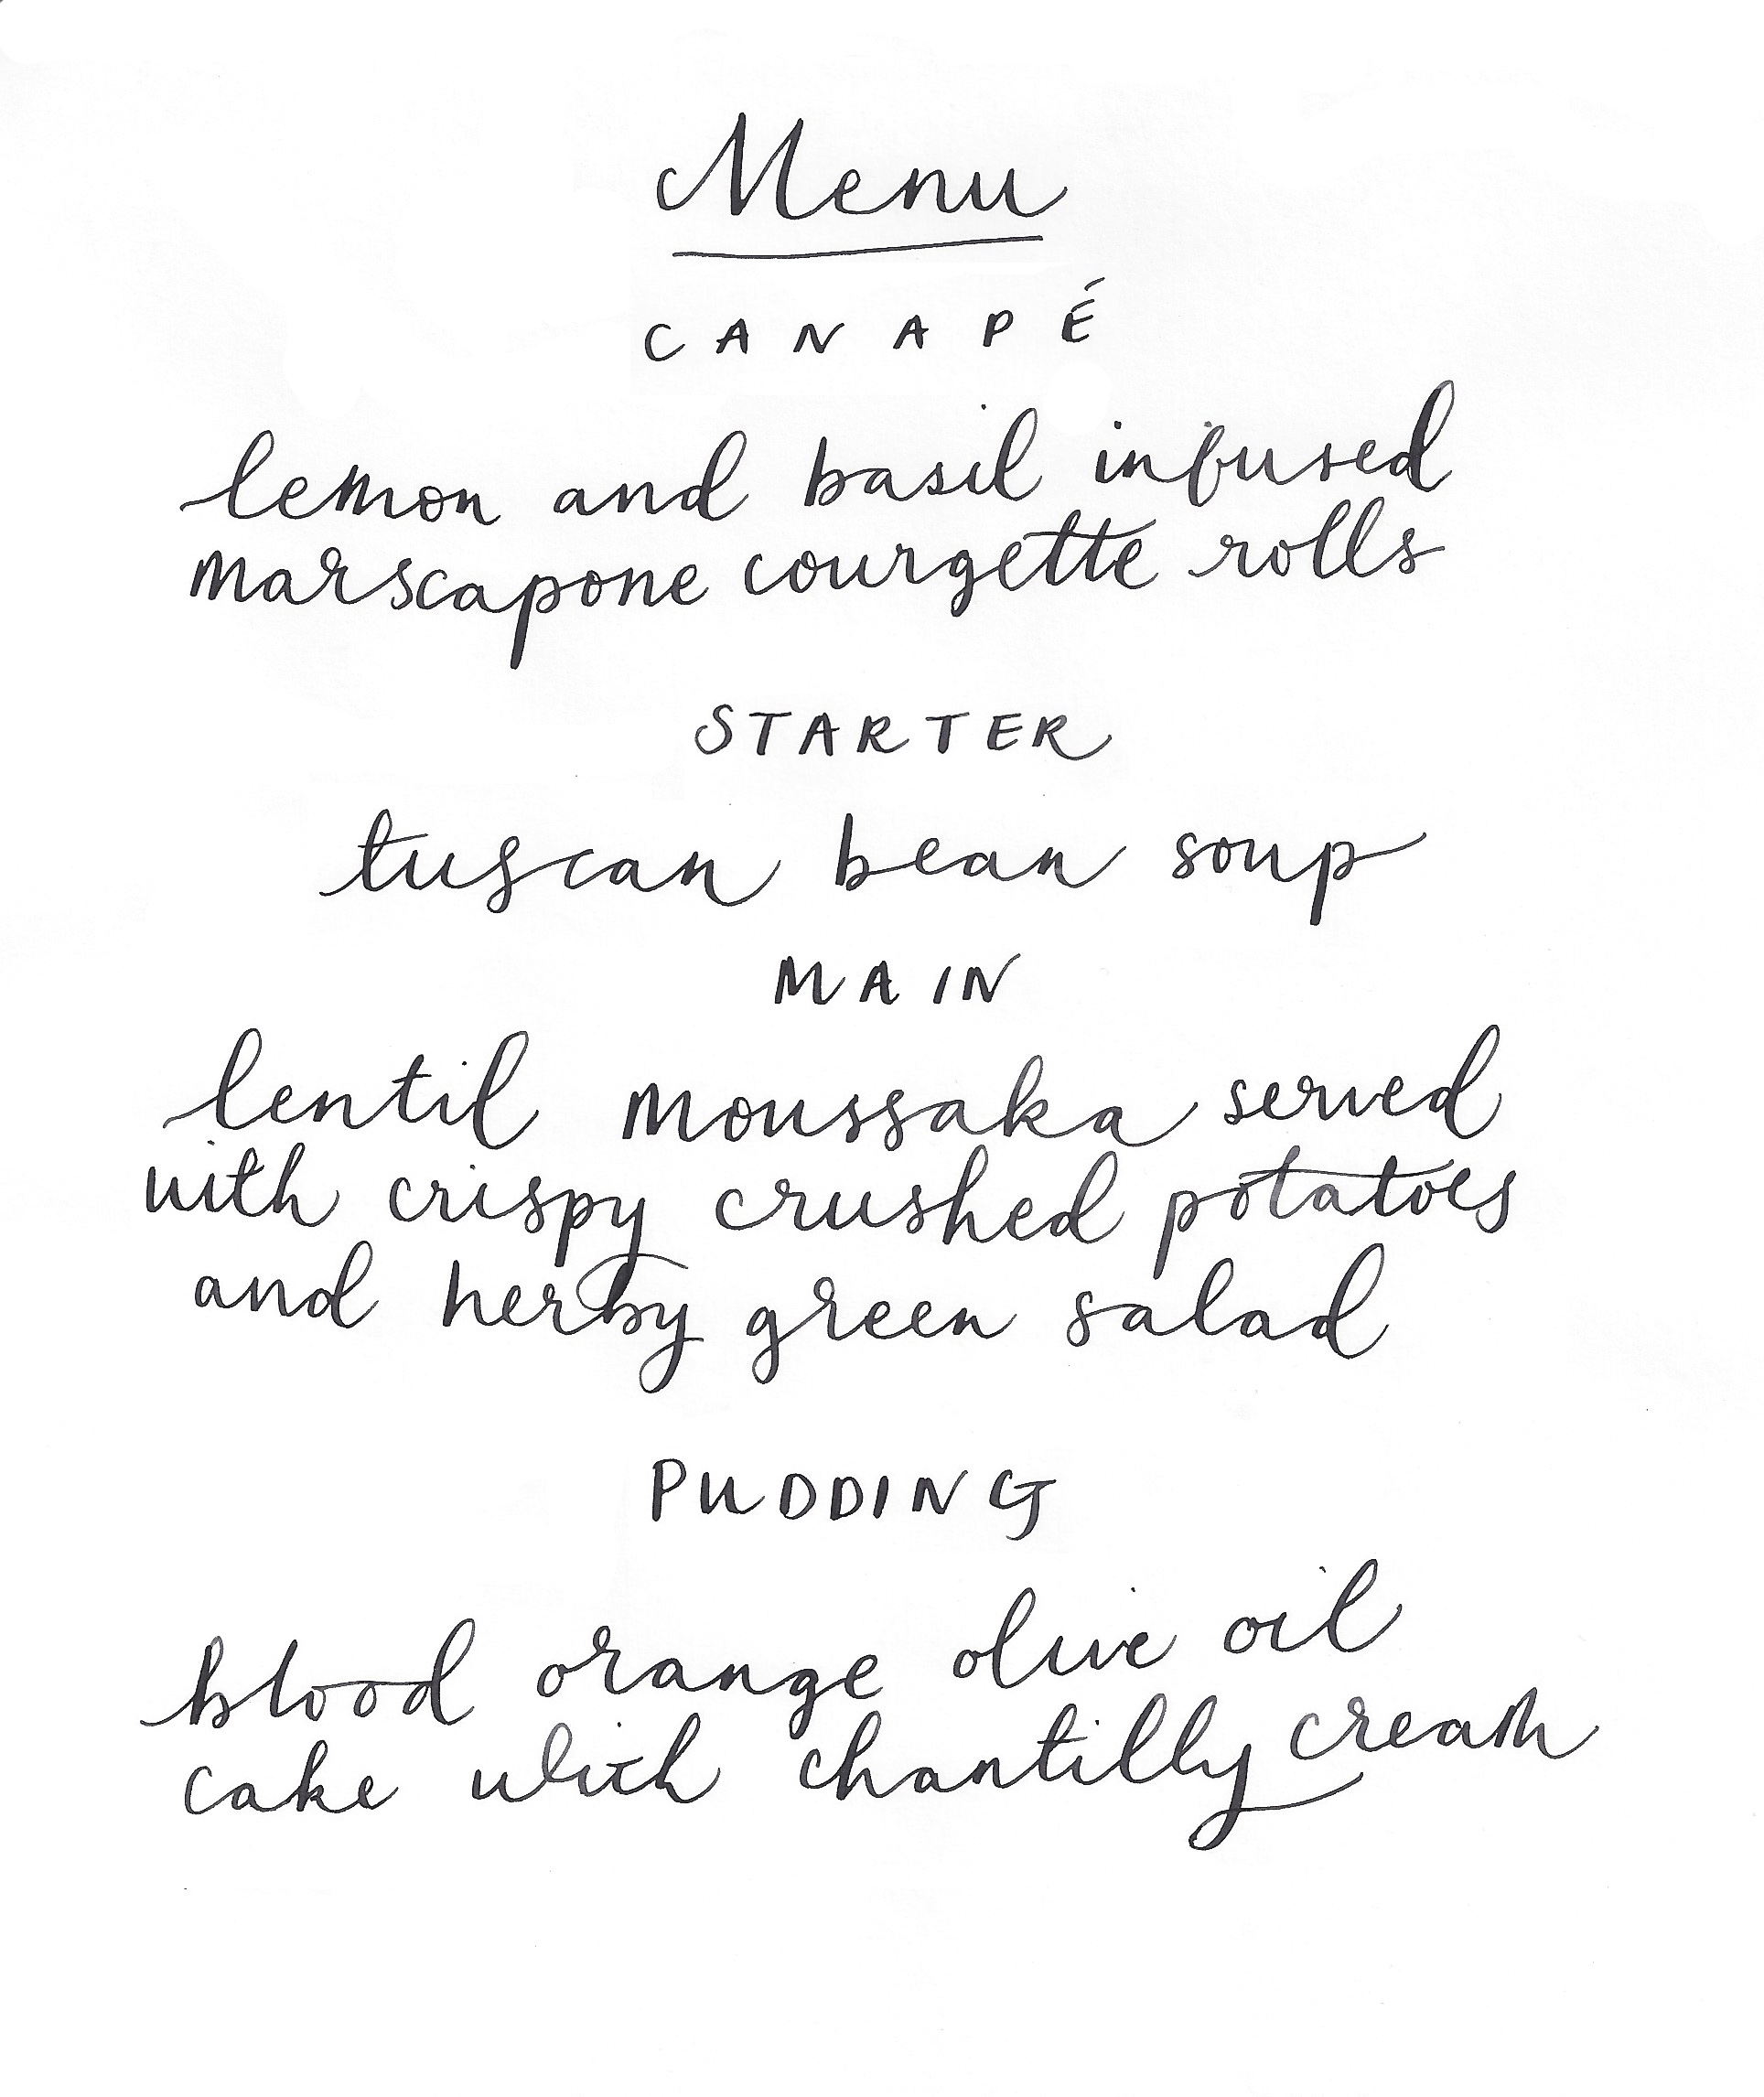 Menu
CANAPÉ
lemon and basil infused
marscapone courgette rolls
STARTER
tuscan bean soup
MAIN
lentil moussaka served
with crispy crushed potatoes
and herby green salad
PUDDING
blood orange olive oil
cake with chantilly cream